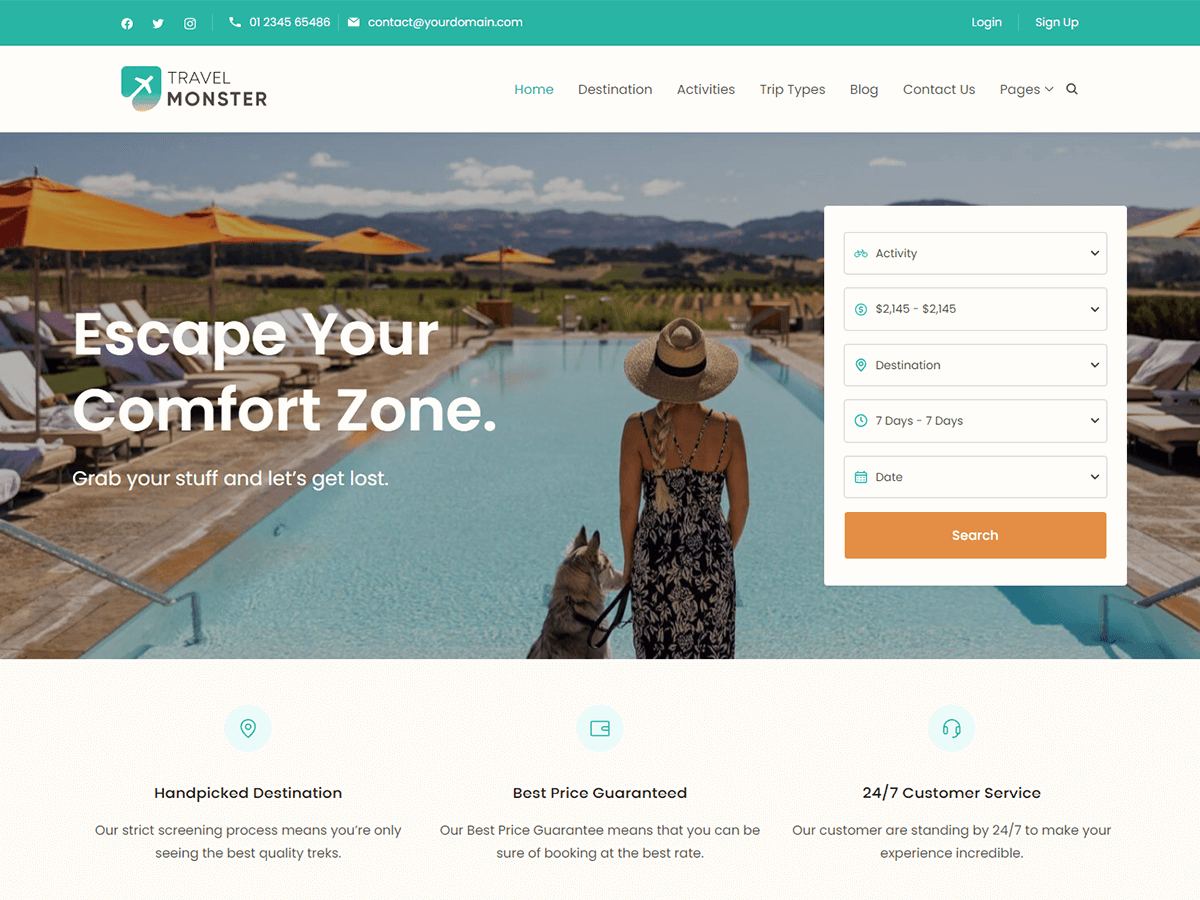 01 2345 65486
contact@yourdomain.com
Login
Sign Up
TRAVEL
MONSTER
Home
Destination
Activities
Trip Types
Blog
Contact Us
Pages
Escape Your
Comfort Zone.
Grab your stuff and let’s get lost.
Activity
$2,145 - $2,145
Destination
7 Days - 7 Days
Date
Search
Handpicked Destination
Our strict screening process means you’re only
seeing the best quality treks.
Best Price Guaranteed
Our Best Price Guarantee means that you can be
sure of booking at the best rate.
24/7 Customer Service
Our customer are standing by 24/7 to make your
experience incredible.